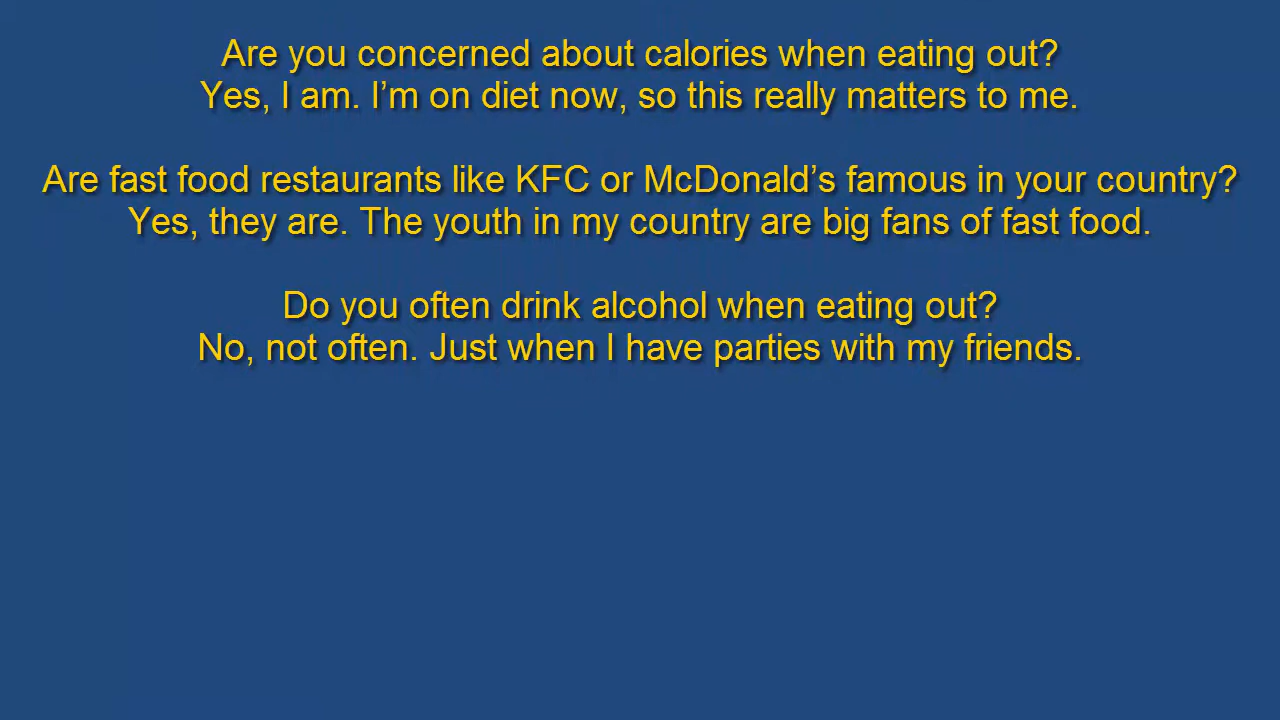 Are you concerned about calories when eating out?
Yes, I am. I’m on diet now, so this really matters to me.
Are fast food restaurants like KFC or McDonald’s famous in your country?
Yes, they are. The youth in my country are big fans of fast food.
Do you often drink alcohol when eating out?
No, not often. Just when I have parties with my friends.